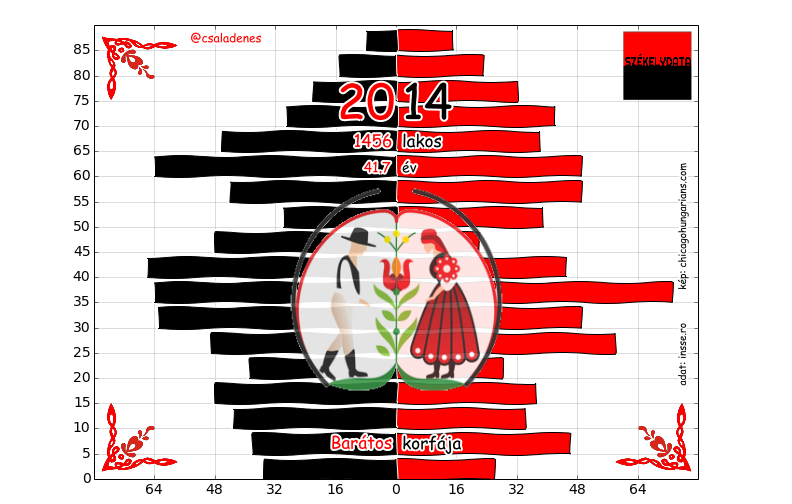 @csaladenes
SZÉKELYDATA
2014
1456 lakos
41,7 év
kép: chicagohungarians.com
adat: insse.ro
Barátos korfája
85
80
75
70
65
60
55
50
45
40
35
30
25
20
15
10
5
0
64 48 32 16 0 16 32 48 64